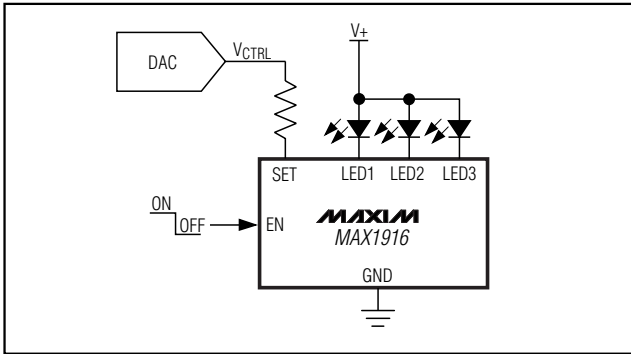 V+
DAC
VCTRL
SET
LED1 LED2 LED3
ON
OFF
EN
MAXIM
MAX1916
GND